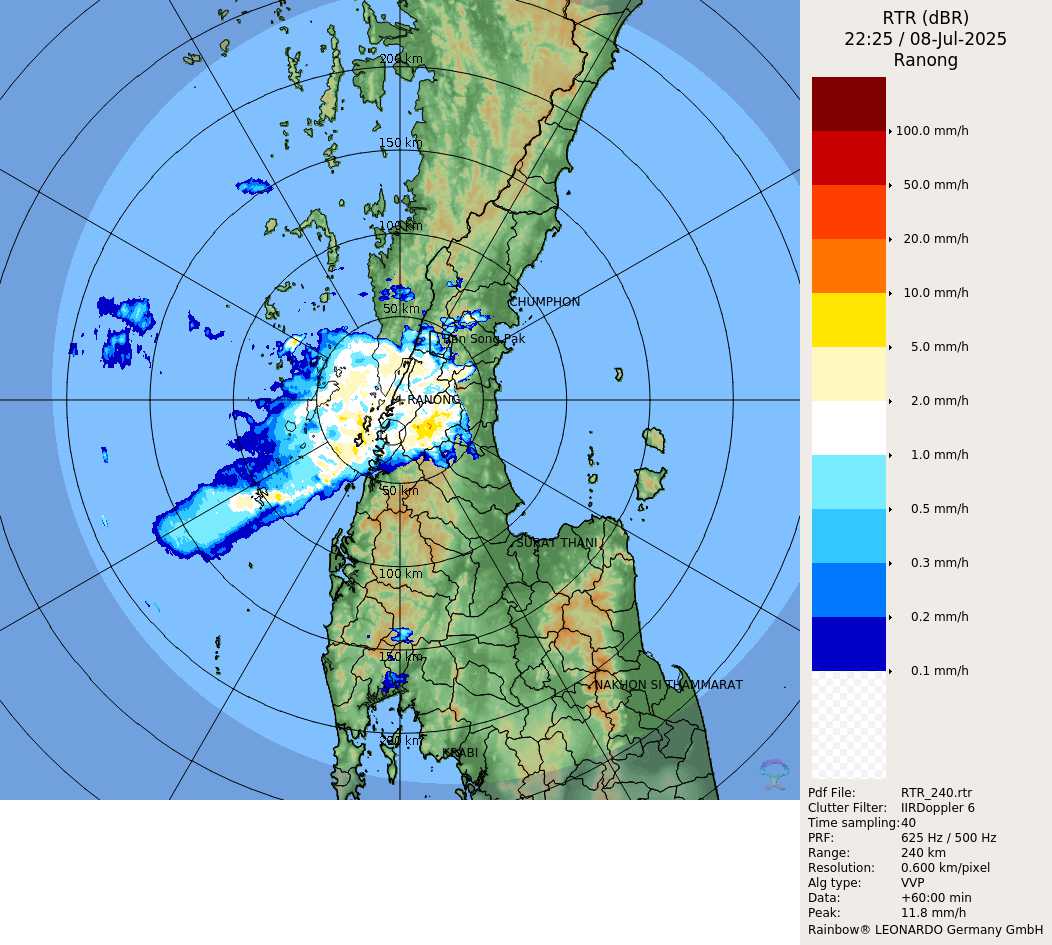 RTR (dBR)
22:25 / 08-Jul-2025
Ranong
100.0 mm/h
50.0 mm/h
20.0 mm/h
10.0 mm/h
5.0 mm/h
2.0 mm/h
1.0 mm/h
0.5 mm/h
0.3 mm/h
0.2 mm/h
0.1 mm/h
200 km
150 km
100 km
CHUMPHON
50 km
Ban Song Pak
RANONG
50 km
SURAT THANI
100 km
150 km
NAKHON SI THAMMARAT
200 km
KRABI
Pdf File: RTR_240.rtr
Clutter Filter: IIRDoppler 6
Time sampling: 40
PRF: 625 Hz / 500 Hz
Range: 240 km
Resolution: 0.600 km/pixel
Alg type: VVP
Data: +60:00 min
Peak: 11.8 mm/h
Rainbow® LEONARDO Germany GmbH